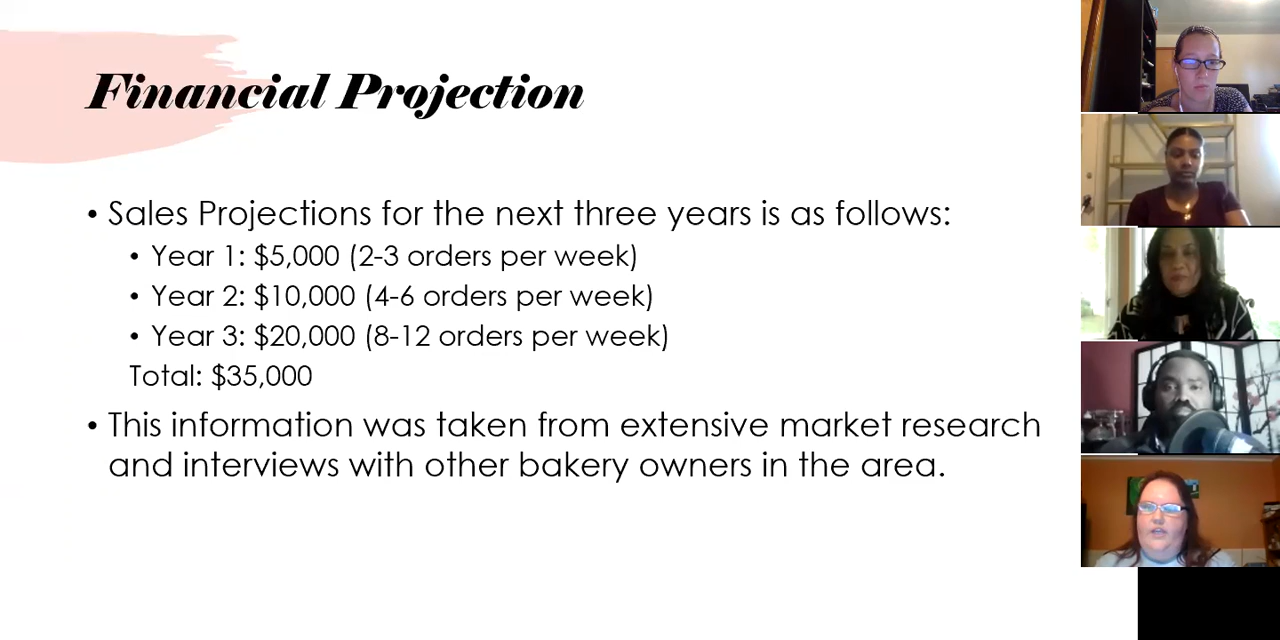 Financial Projection
• Sales Projections for the next three years is as follows:
• Year 1: $5,000 (2-3 orders per week)
• Year 2: $10,000 (4-6 orders per week)
• Year 3: $20,000 (8-12 orders per week)
Total: $35,000
• This information was taken from extensive market research
and interviews with other bakery owners in the area.